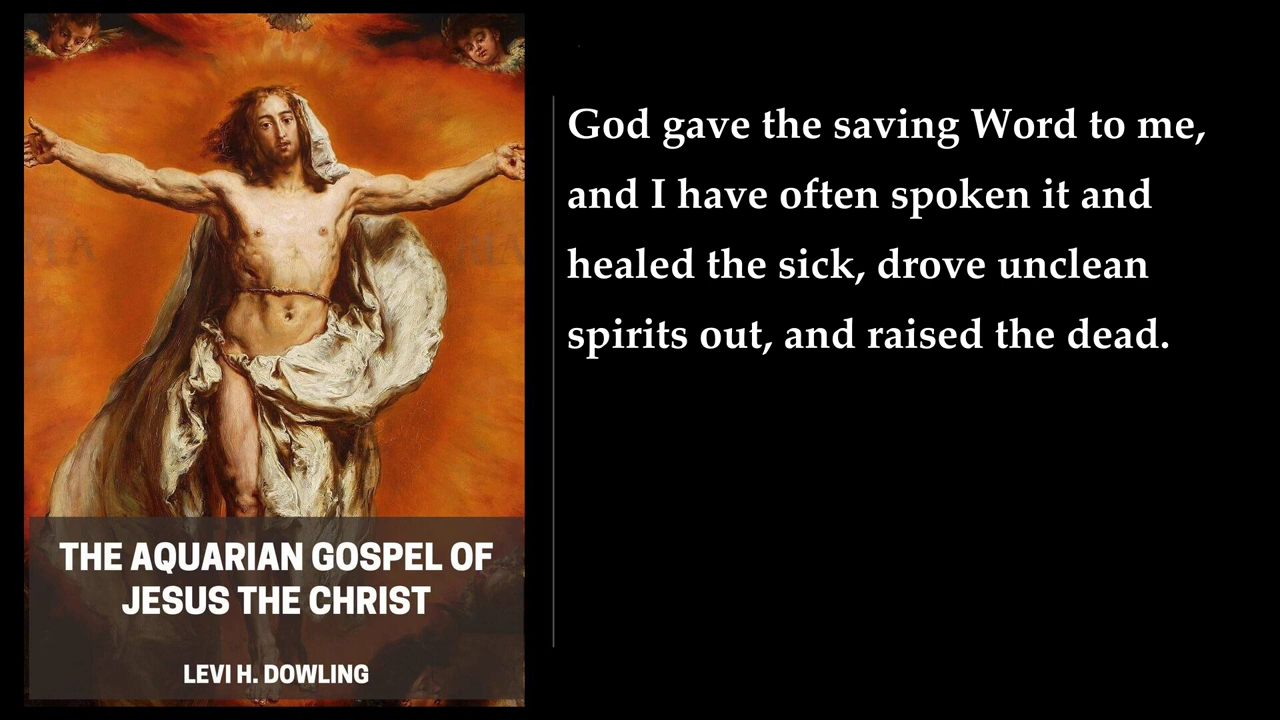 God gave the saving Word to me,
and I have often spoken it and
healed the sick, drove unclean
spirits out, and raised the dead.
THE AQUARIAN GOSPEL OF
JESUS THE CHRIST
LEVI H. DOWLING